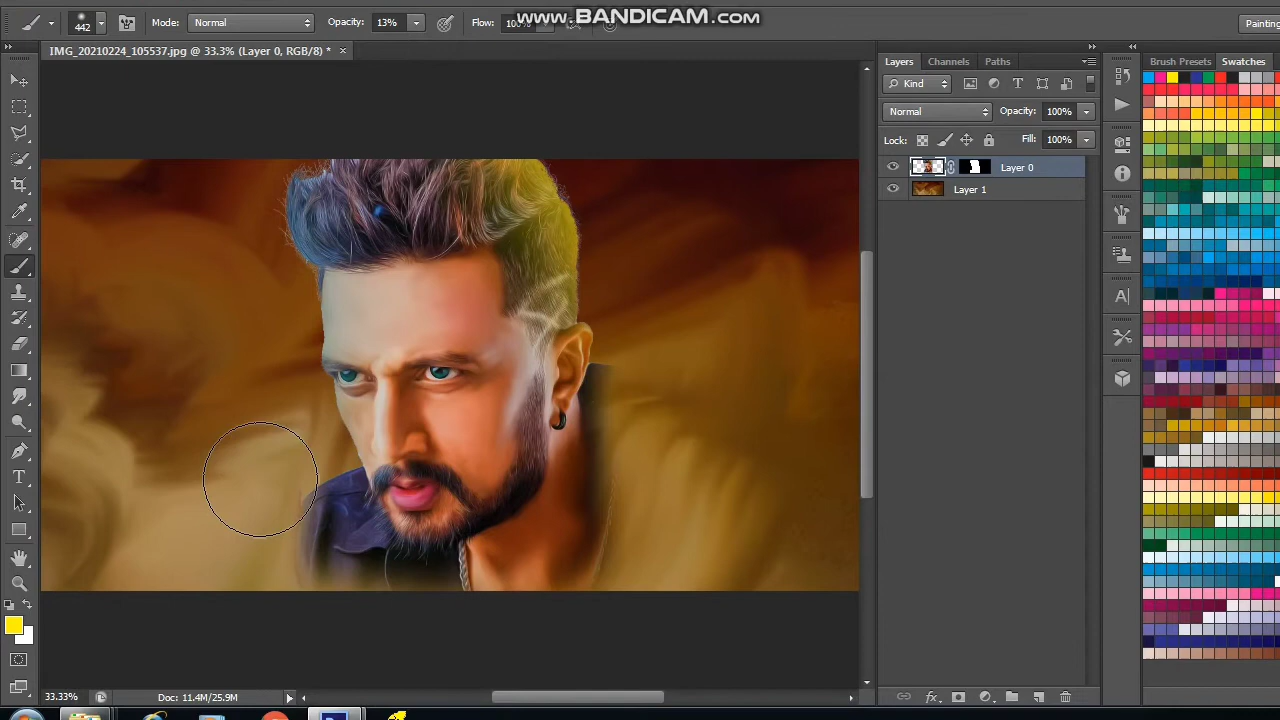 www.BANDICAM.com
442
Mode: Normal
Opacity: 13%
Flow: 100%
Painting
IMG_20210224_105537.jpg @ 33.3% (Layer 0, RGB/8) *
Layers
Channels
Paths
Brush Presets
Swatches
Kind
Normal
Opacity: 100%
Lock:
Fill: 100%
Layer 0
Layer 1
33.33%
Doc: 11.4M/25.9M